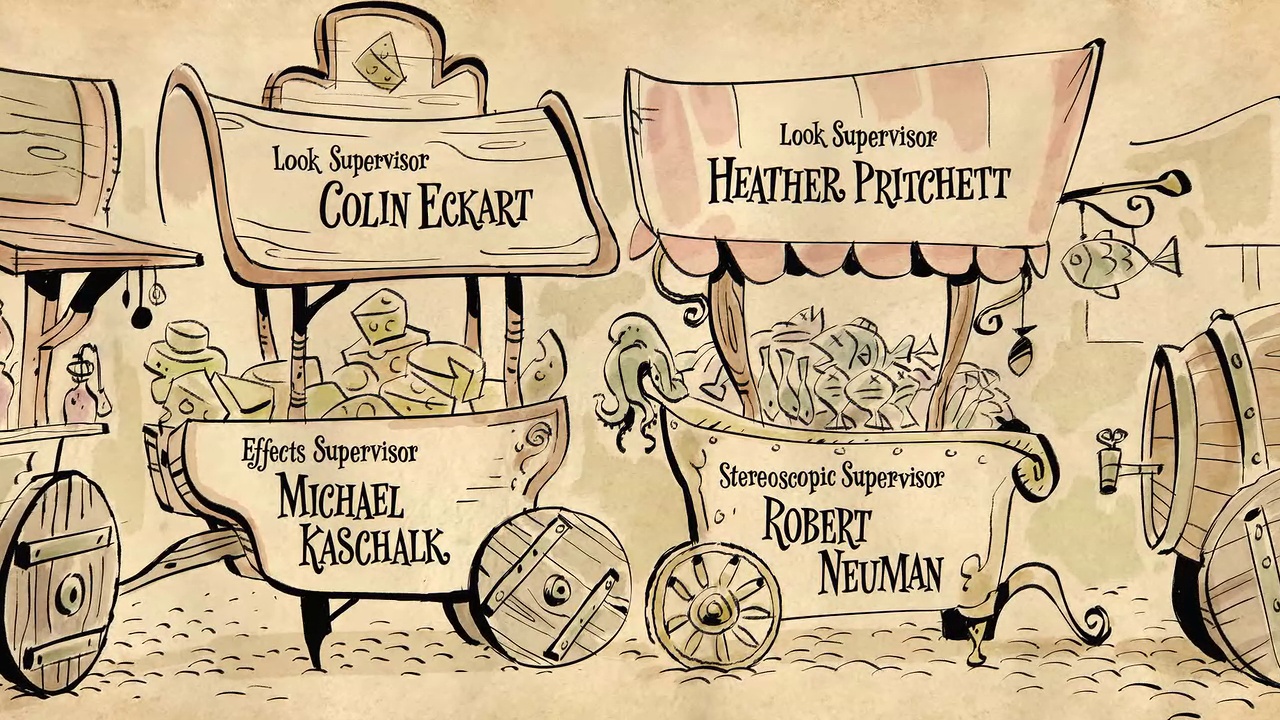 Look Supervisor
COLIN ECKART
Effects Supervisor
MICHAEL
KASCHALK
Look Supervisor
HEATHER PRITCHETT
Stereoscopic Supervisor
ROBERT
NEUMAN